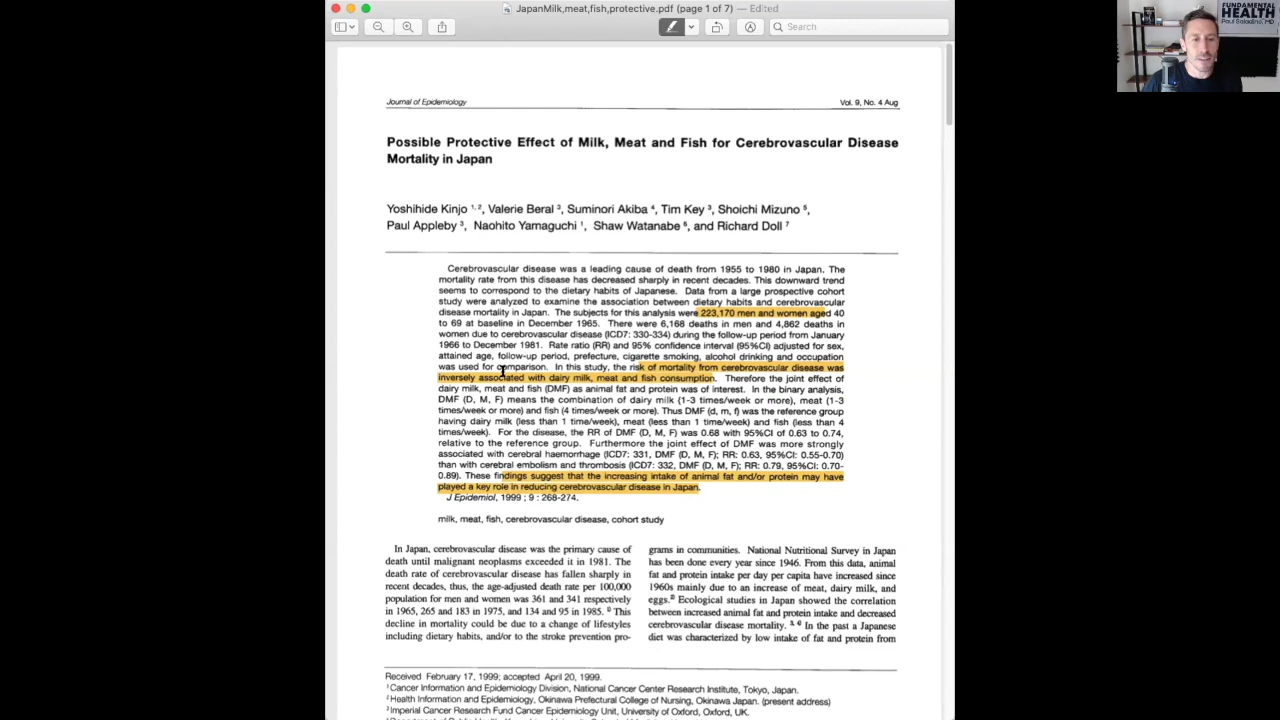 JapanMilk,meat,fish,protective.pdf (page 1 of 7) — Edited
Search
FUNDAMENTAL
HEALTH
Paul Saladino, MD
Journal of Epidemiology
Vol. 9, No. 4 Aug
Possible Protective Effect of Milk, Meat and Fish for Cerebrovascular Disease
Mortality in Japan
Yoshihide Kinjo 1,2, Valerie Beral 3, Suminori Akiba 4, Tim Key 3, Shoichi Mizuno 5,
Paul Appleby 3, Naohito Yamaguchi 1, Shaw Watanabe 6, and Richard Doll 7
Cerebrovascular disease was a leading cause of death from 1955 to 1980 in Japan. The
mortality rate from this disease has decreased sharply in recent decades. This downward trend
seems to correspond to the dietary habits of Japanese. Data from a large prospective cohort
study were analyzed to examine the association between dietary habits and cerebrovascular
disease mortality in Japan. The subjects for this analysis were 223,170 men and women aged 40
to 69 at baseline in December 1965. There were 6,168 deaths in men and 4,862 deaths in
women due to cerebrovascular disease (ICD7: 330-334) during the follow-up period from January
1966 to December 1981. Rate ratio (RR) and 95% confidence interval (95%CI) adjusted for sex,
attained age, follow-up period, prefecture, cigarette smoking, alcohol drinking and occupation
was used for comparison. In this study, the risk of mortality from cerebrovascular disease was
inversely associated with dairy milk, meat and fish consumption. Therefore the joint effect of
dairy milk, meat and fish (DMF) as animal fat and protein was of interest. In the binary analysis,
DMF (D, M, F) means the combination of dairy milk (1-3 times/week or more), meat (1-3
times/week or more) and fish (4 times/week or more). Thus DMF (d, m, f) was the reference group
having dairy milk (less than 1 time/week), meat (less than 1 time/week) and fish (less than 4
times/week). For the disease, the RR of DMF (D, M, F) was 0.68 with 95%CI of 0.63 to 0.74,
relative to the reference group. Furthermore the joint effect of DMF was more strongly
associated with cerebral haemorrhage (ICD7: 331, DMF (D, M, F); RR: 0.63, 95%CI: 0.55-0.70)
than with cerebral embolism and thrombosis (ICD7: 332, DMF (D, M, F); RR: 0.79, 95%CI: 0.70-
0.89). These findings suggest that the increasing intake of animal fat and/or protein may have
played a key role in reducing cerebrovascular disease in Japan.
J Epidemiol, 1999 ; 9 : 268-274.
milk, meat, fish, cerebrovascular disease, cohort study
In Japan, cerebrovascular disease was the primary cause of
death until malignant neoplasms exceeded it in 1981. The
death rate of cerebrovascular disease has fallen sharply in
recent decades, thus, the age-adjusted death rate per 100,000
population for men and women was 361 and 341 respectively
in 1965, 265 and 183 in 1975, and 134 and 95 in 1985. This
decline in mortality could be due to a change of lifestyles
including dietary habits, and/or to the stroke prevention pro-
grams in communities. National Nutritional Survey in Japan
has been done every year since 1946. From this data, animal
fat and protein intake per day per capita have increased since
1960s mainly due to an increase of meat, dairy milk, and
eggs. Ecological studies in Japan showed the correlation
between increased animal fat and protein intake and decreased
cerebrovascular disease mortality. In the past a Japanese
diet was characterized by low intake of fat and protein from
Received February 17, 1999; accepted April 20, 1999.
1 Cancer Information and Epidemiology Division, National Cancer Center Research Institute, Tokyo, Japan.
2 Health Information and Epidemiology, Okinawa Prefectural College of Nursing, Okinawa Japan. (present address)
3 Imperial Cancer Research Fund Cancer Epidemiology Unit, University of Oxford, Oxford, UK.